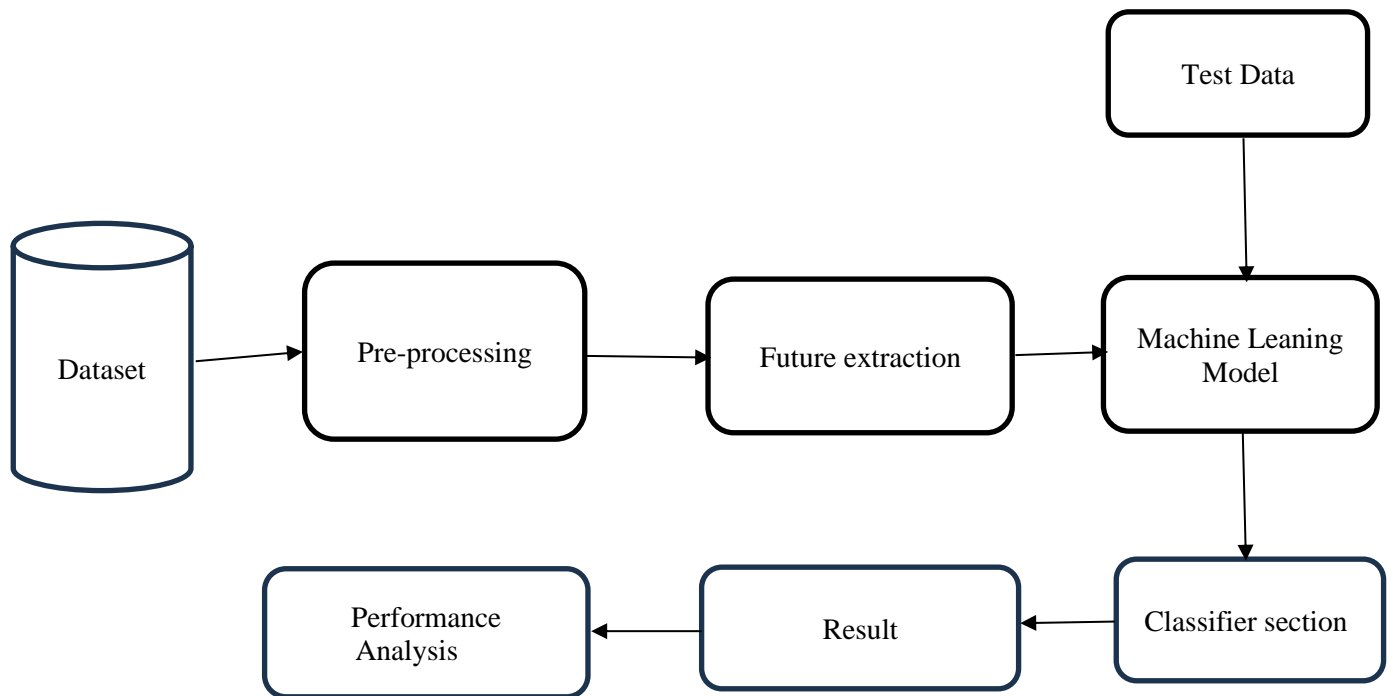 Test Data
Dataset
Pre-processing
Future extraction
Machine Leaning
Model
Performance
Analysis
Result
Classifier section